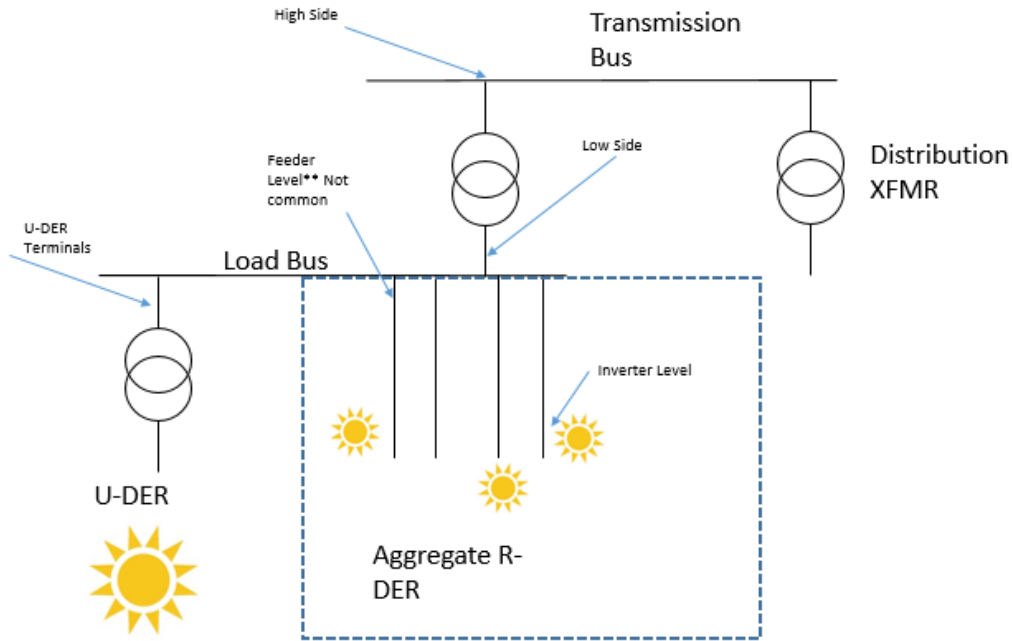 High Side
Transmission
Bus
Feeder
Level** Not
common
Low Side
Distribution
XFMR
U-DER
Terminals
Load Bus
Inverter Level
U-DER
Aggregate R-
DER